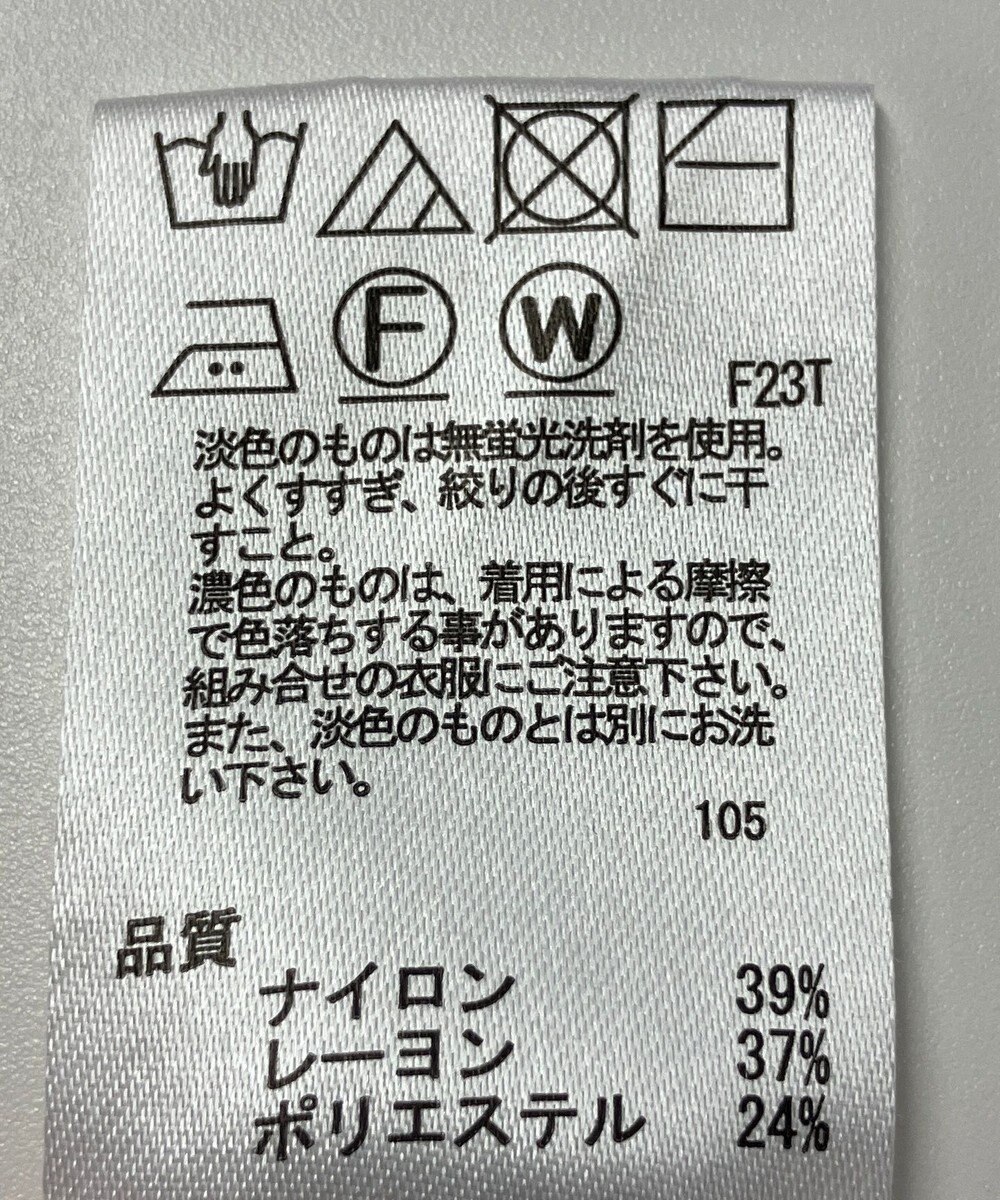 F
W
F23T
淡色のものは無蛍光洗剤を使用。
よくすすぎ、絞りの後すぐに干
すこと。
濃色のものは、着用による摩擦
で色落ちする事がありますので、
組み合せの衣服にご注意下さい。
また、淡色のものとは別にお洗
い下さい。
105
品質
ナイロン 39%
レーヨン 37%
ポリエステル 24%